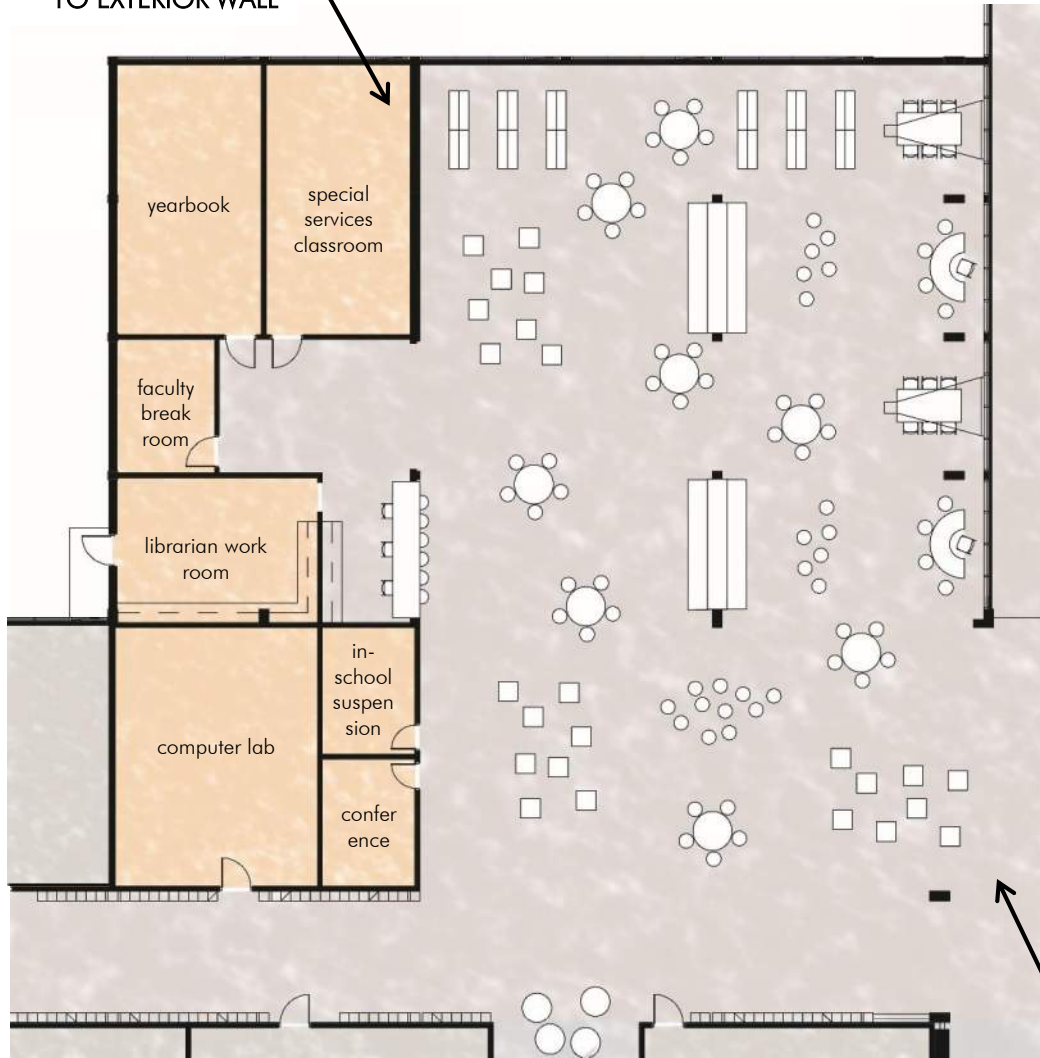 TO EXTERIOR WALL
yearbook
special
services
classroom
faculty
break
room
librarian work
room
in-
school
suspen
sion
computer lab
confer
ence